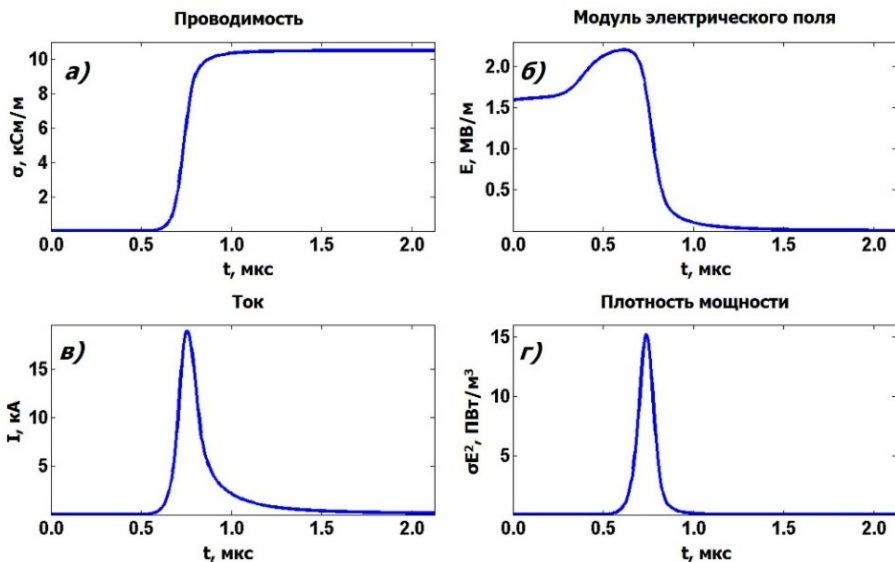 Проводимость
а)
σ, кСм/м
10
8
6
4
2
0.0 0.5 1.0 1.5 2.0
t, мкс
Модуль электрического поля
б)
E, МВ/м
2.0
1.5
1.0
0.5
0.0 0.5 1.0 1.5 2.0
t, мкс
Ток
в)
I, кА
15
10
5
0.0 0.5 1.0 1.5 2.0
t, мкс
Плотность мощности
г)
σE², ПВт/м³
15
10
5
0.0 0.5 1.0 1.5 2.0
t, мкс